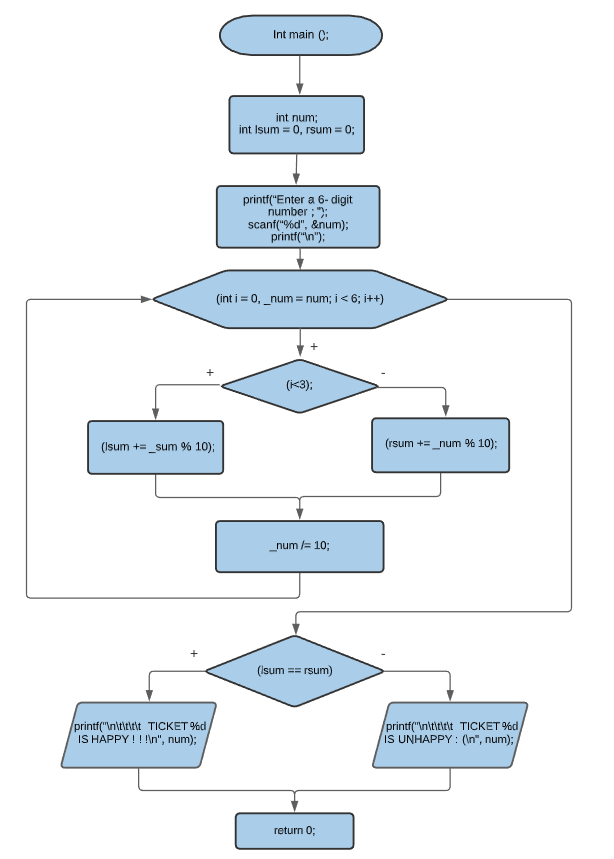 Int main ();
int num;
int lsum = 0, rsum = 0;
printf("Enter a 6- digit
number ; ");
scanf("%d", &num);
printf("\n");
(int i = 0, _num = num; i < 6; i++)
+
+
-
(i<3);
(lsum += _sum % 10);
(rsum += _num % 10);
_num /= 10;
+
-
(lsum == rsum)
printf("\n\t\t\t\t TICKET %d
IS HAPPY ! ! !\n", num);
printf("\n\t\t\t\t TICKET %d
IS UNHAPPY : (\n", num);
return 0;